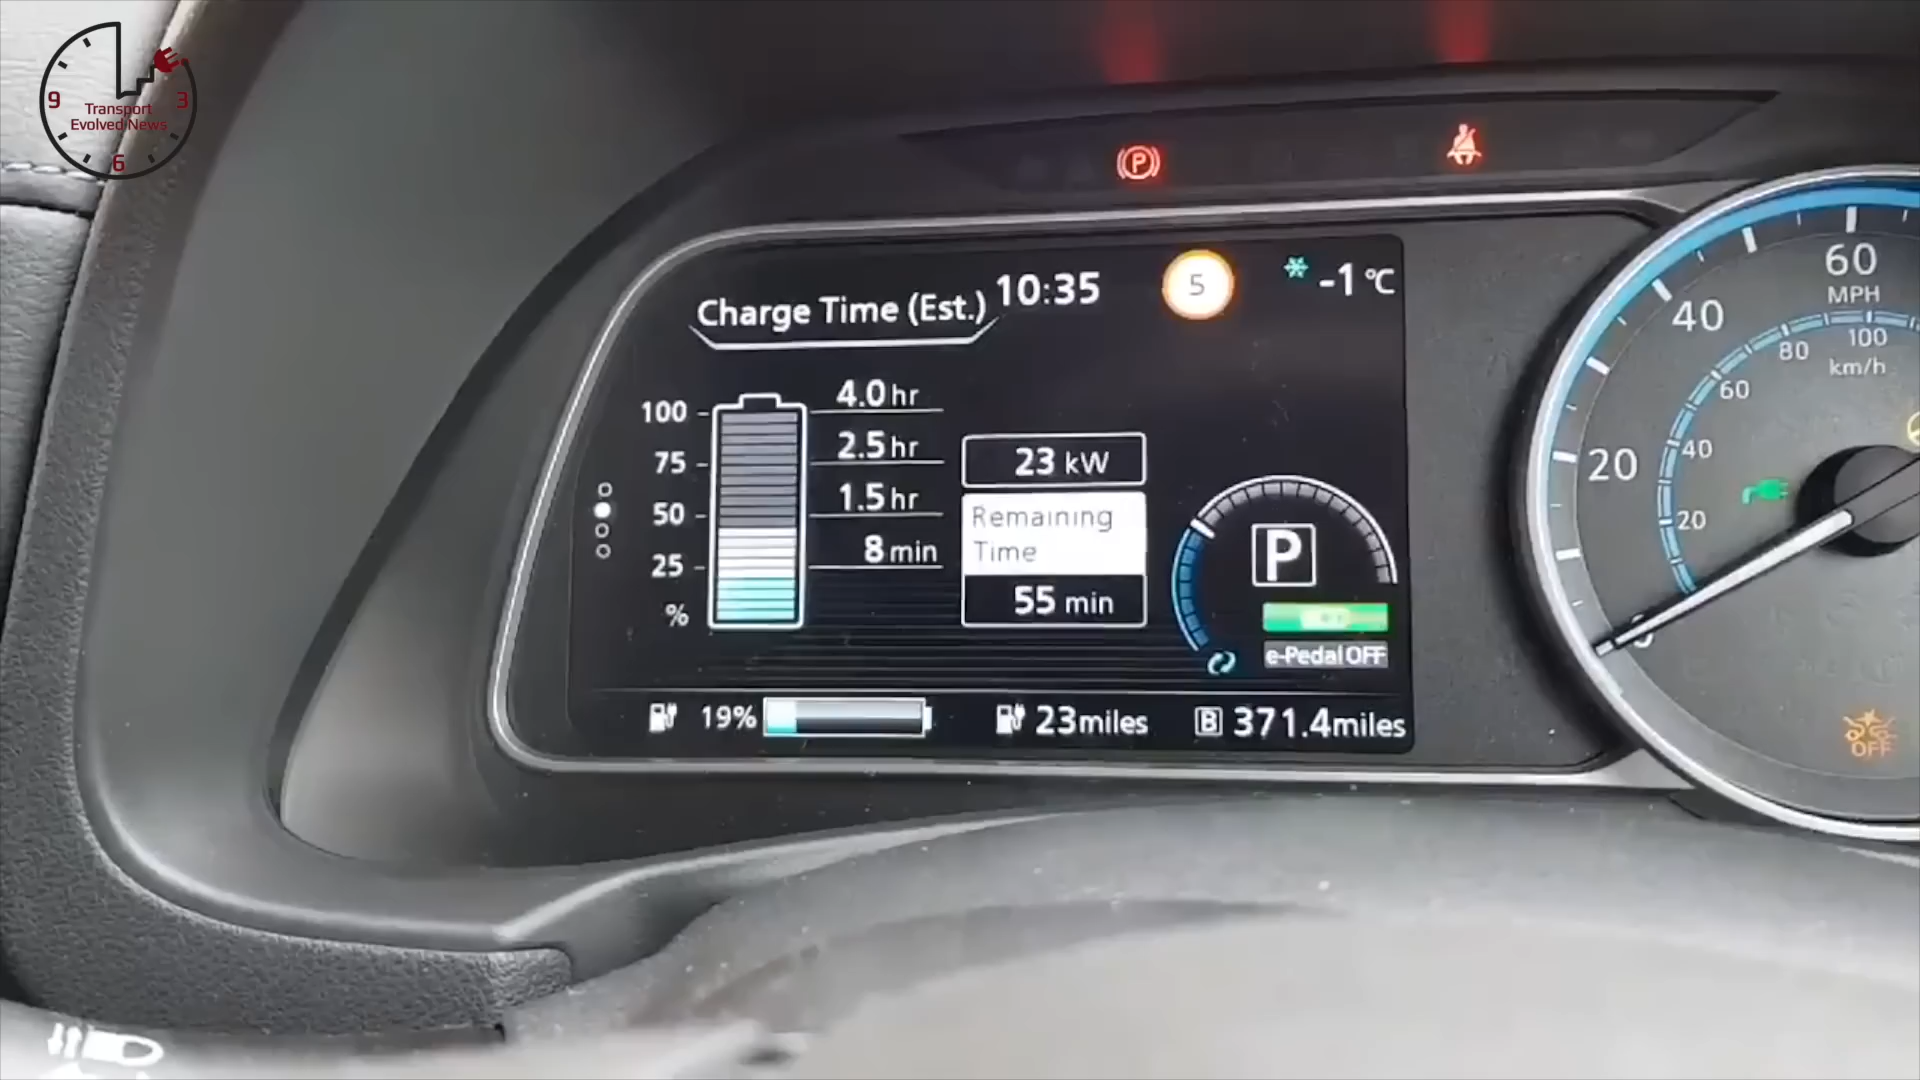 9
3
6
Transport
Evolved News
Charge Time (Est.)
10:35
5
-1 °C
100
75
50
25
%
4.0 hr
2.5 hr
1.5 hr
8 min
23 kW
Remaining
Time
55 min
P
e-Pedal OFF
19%
23miles
B 371.4miles
P
60
MPH
40
20
0
100
80
km/h
60
40
20
OFF